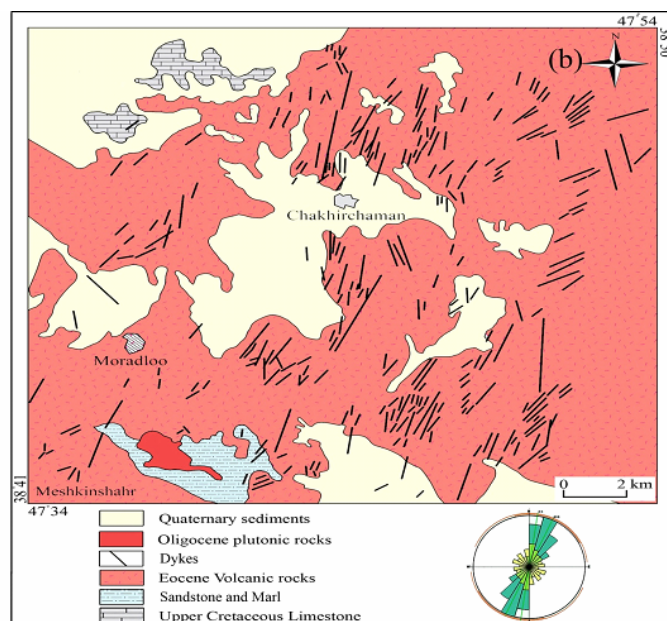 47 54
38 50
(b)
N
Chakhirchaman
Moradloo
Meshkinshahr
38 41
0 2 km
47 34
Quaternary sediments
Oligocene plutonic rocks
Dykes
Eocene Volcanic rocks
Sandstone and Marl
Upper Cretaceous Limestone